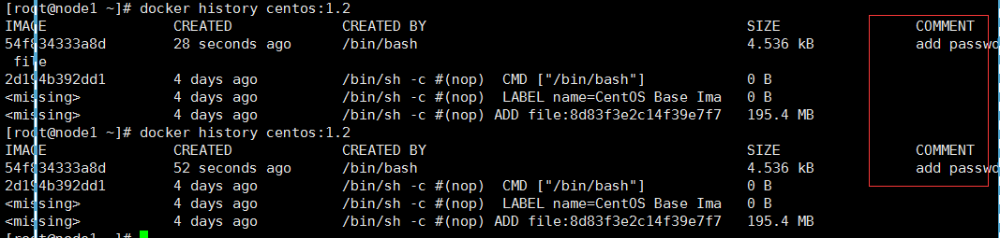 [root@node1 ~]# docker history centos:1.2
IMAGE CREATED CREATED BY SIZE COMMENT
54f834333a8d 28 seconds ago /bin/bash 4.536 kB add passwo
file
2d194b392dd1 4 days ago /bin/sh -c #(nop) CMD ["/bin/bash"] 0 B
<missing> 4 days ago /bin/sh -c #(nop) LABEL name=CentOS Base Ima 0 B
<missing> 4 days ago /bin/sh -c #(nop) ADD file:8d83f3e2c14f39e7f7 195.4 MB
[root@node1 ~]# docker history centos:1.2
IMAGE CREATED CREATED BY SIZE COMMENT
54f834333a8d 52 seconds ago /bin/bash 4.536 kB add passwo
2d194b392dd1 4 days ago /bin/sh -c #(nop) CMD ["/bin/bash"] 0 B
<missing> 4 days ago /bin/sh -c #(nop) LABEL name=CentOS Base Ima 0 B
<missing> 4 days ago /bin/sh -c #(nop) ADD file:8d83f3e2c14f39e7f7 195.4 MB
[root@node1 ~]#